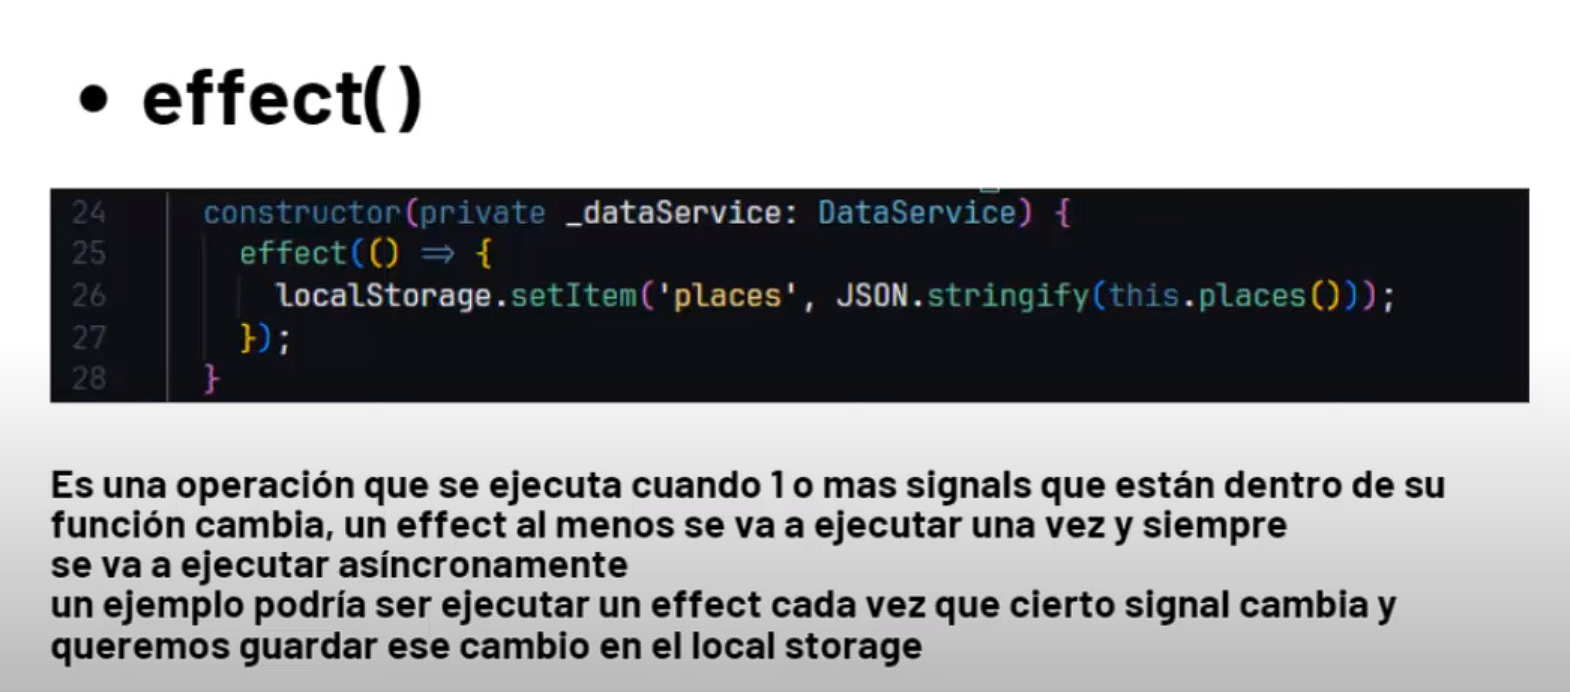 • effect()
24 constructor(private _dataService: DataService) {
25 effect(() => {
26 localStorage.setItem('places', JSON.stringify(this.places()));
27 });
28 }
Es una operación que se ejecuta cuando 1 o mas signals que están dentro de su
función cambia, un effect al menos se va a ejecutar una vez y siempre
se va a ejecutar asíncronamente
un ejemplo podría ser ejecutar un effect cada vez que cierto signal cambia y
queremos guardar ese cambio en el local storage